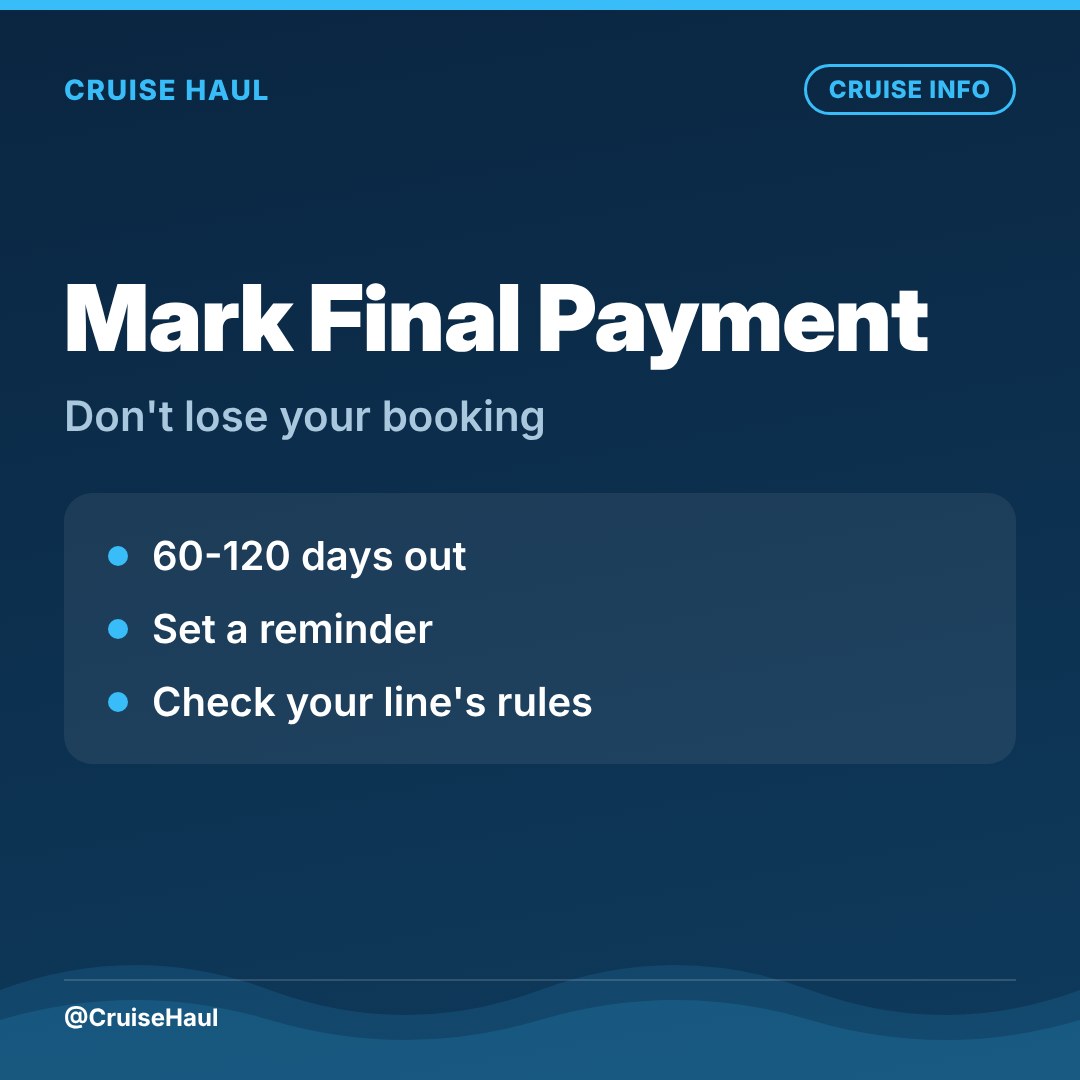 CRUISE HAUL
CRUISE INFO
Mark Final Payment
Don't lose your booking
60-120 days out
Set a reminder
Check your line's rules
@CruiseHaul